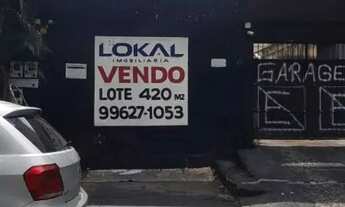 LOKAL
IMOBILIÁRIA
VENDO
LOTE 420 M2
99627-1053
GARAGE